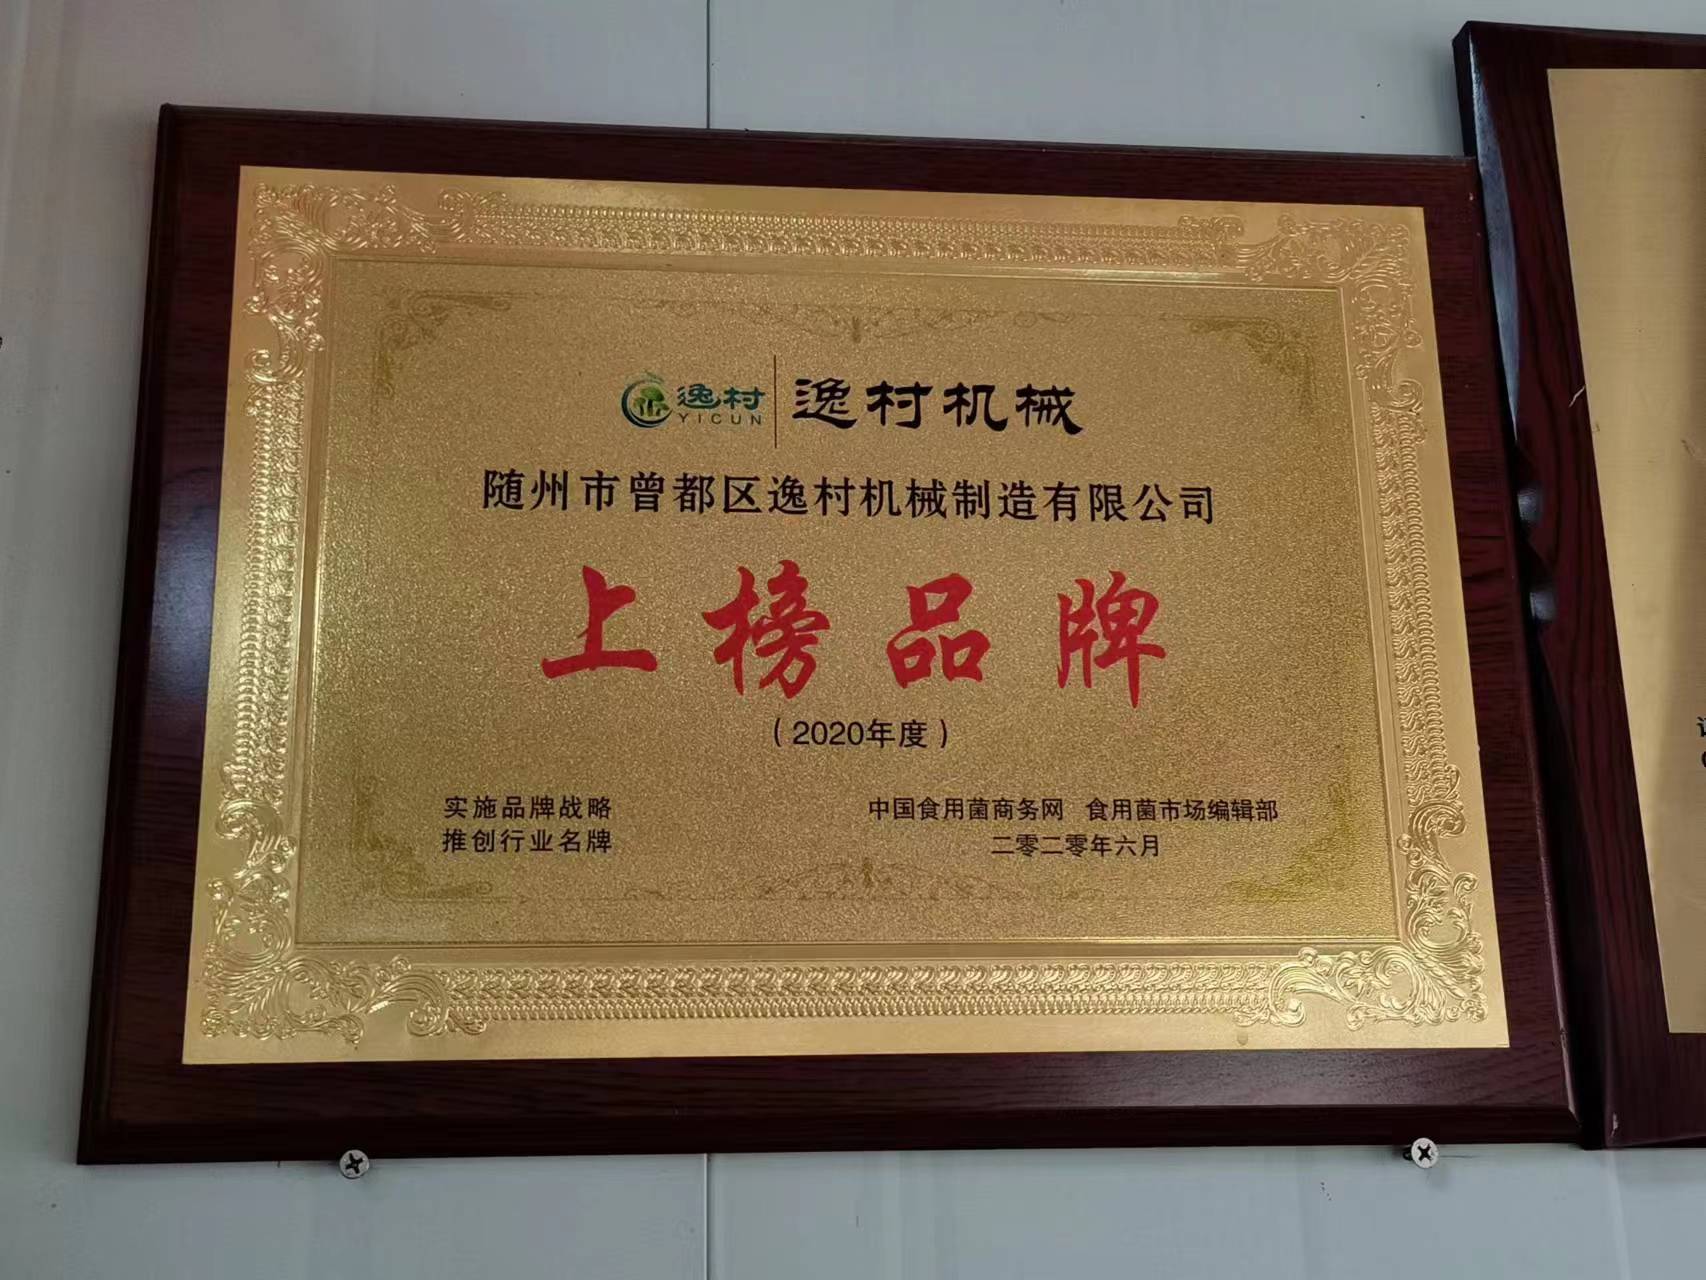 逸村 YICUN 逸村机械
随州市曾都区逸村机械制造有限公司
上榜品牌
（2020年度）
实施品牌战略
推创行业名牌
中国食用菌商务网 食用菌市场编辑部
二零二零年六月